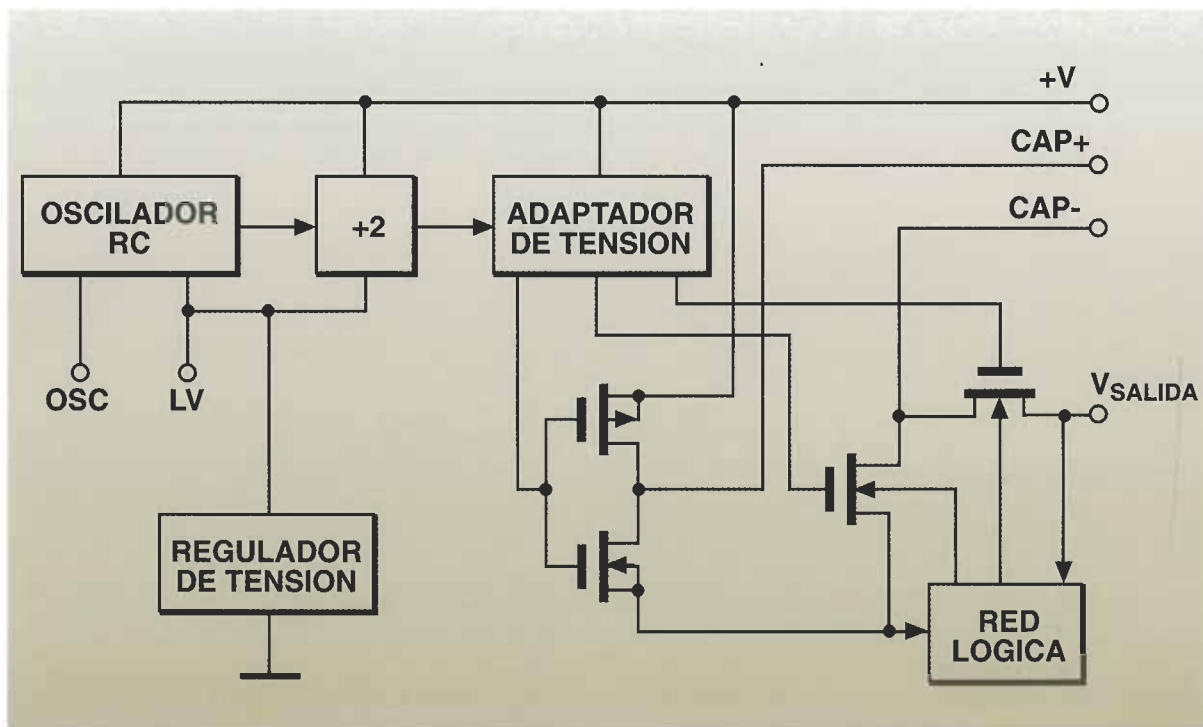 +V
CAP+
CAP-
OSCILADOR
RC
+2
ADAPTADOR
DE TENSION
OSC
LV
VSALIDA
REGULADOR
DE TENSION
RED
LOGICA